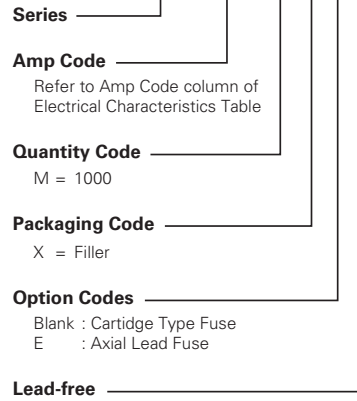 Series
Amp Code
Refer to Amp Code column of
Electrical Characteristics Table
Quantity Code
M = 1000
Packaging Code
X = Filler
Option Codes
Blank : Cartidge Type Fuse
E : Axial Lead Fuse
Lead-free